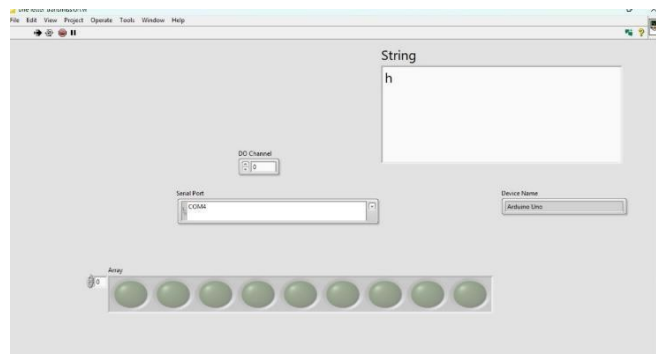 File Edit View Project Operate Tools Window Help
String
h
DO Channel
0
Serial Port
COM4
Device Name
Arduino Uno
Array
0